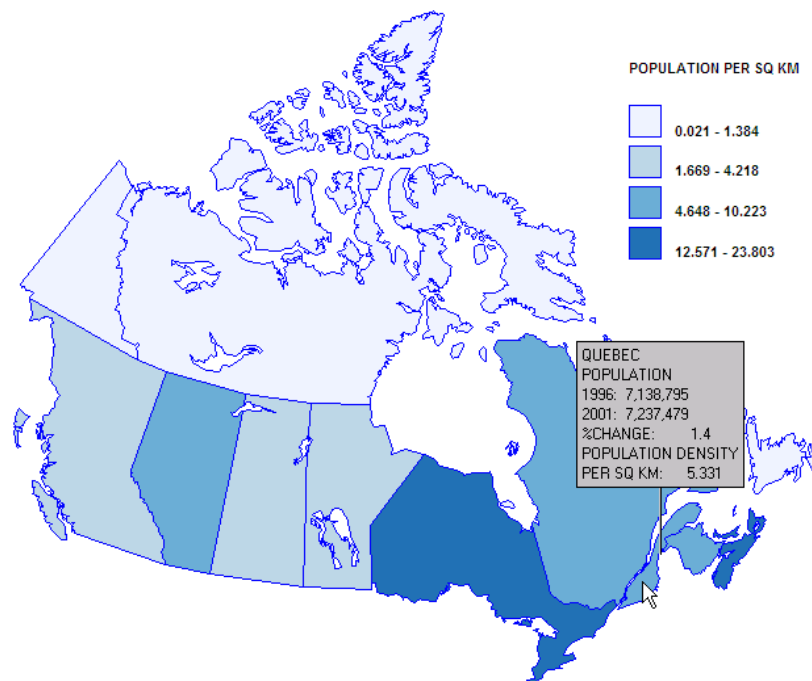 POPULATION PER SQ KM
0.021 - 1.384
1.669 - 4.218
4.648 - 10.223
12.571 - 23.803
QUEBEC
POPULATION
1996: 7,138,795
2001: 7,237,479
%CHANGE: 1.4
POPULATION DENSITY
PER SQ KM: 5.331